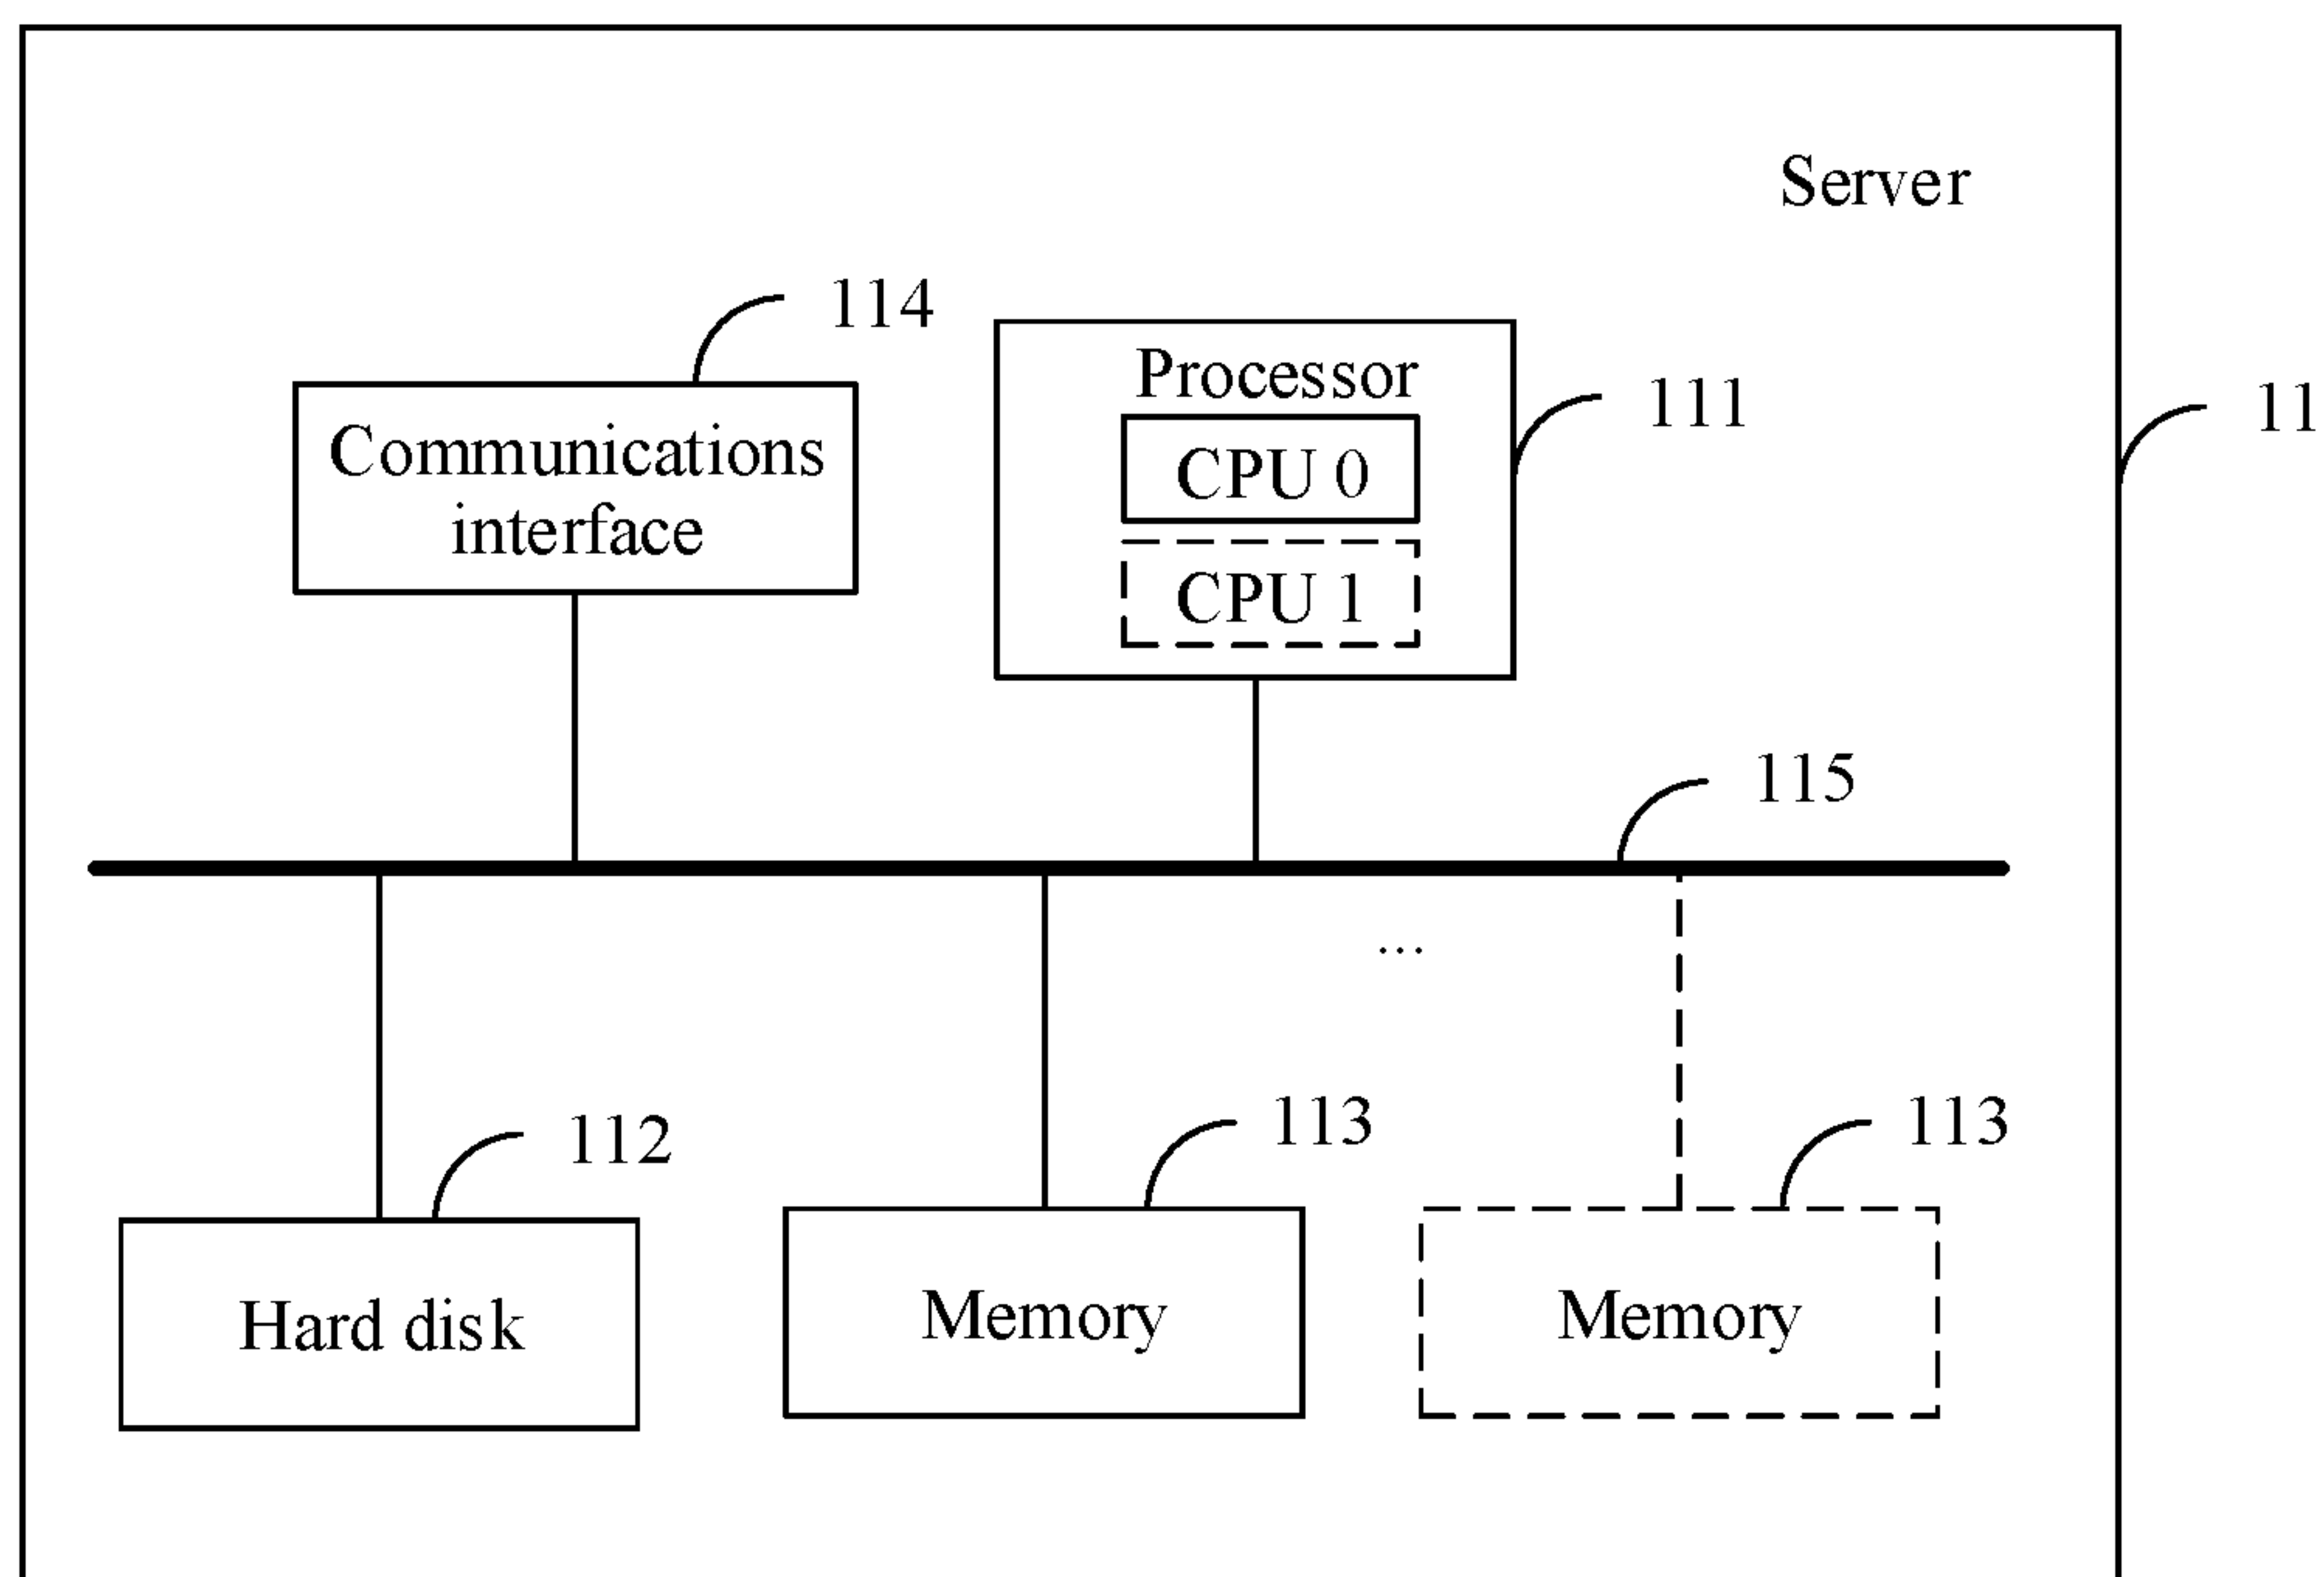 Server
114
Communications
interface
Processor
CPU 0
CPU 1
111
11
115
...
112
113
113
Hard disk
Memory
Memory